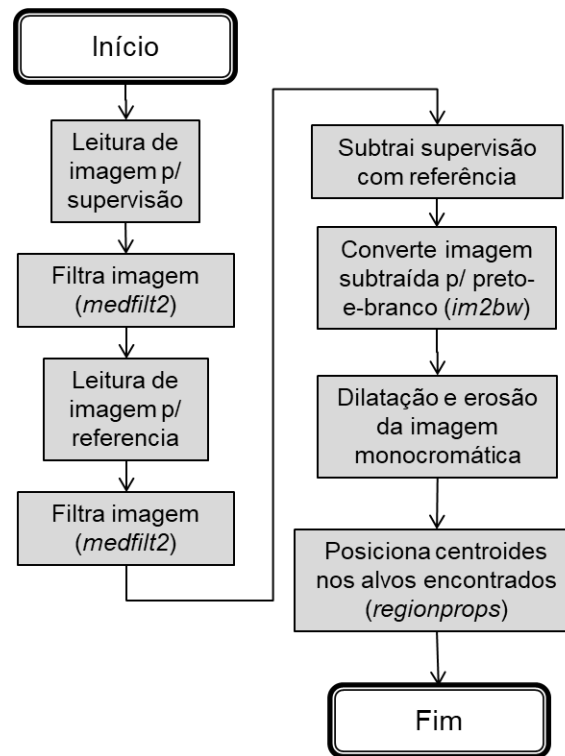 Início
Leitura de
imagem p/
supervisão
Filtra imagem
(medfilt2)
Leitura de
imagem p/
referencia
Filtra imagem
(medfilt2)
Subtrai supervisão
com referência
Converte imagem
subtraída p/ preto-
e-branco (im2bw)
Dilatação e erosão
da imagem
monocromática
Posiciona centroides
nos alvos encontrados
(regionprops)
Fim